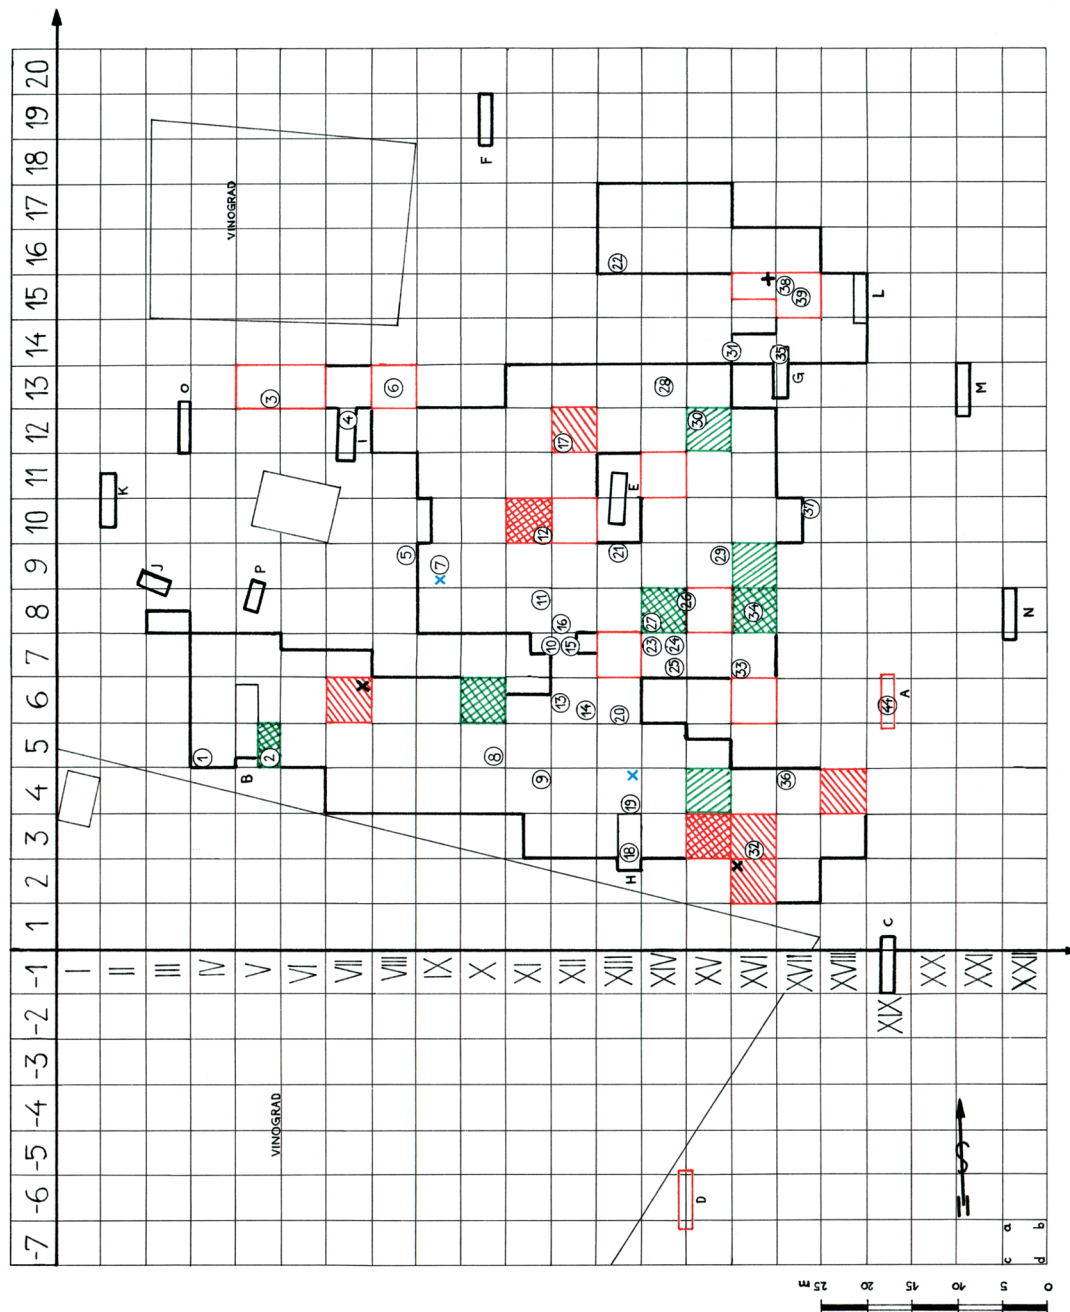 20
19
18
17
16
15
14
13
12
11
10
9
8
7
6
5
4
3
2
1
-1
-2
-3
-4
-5
-6
-7
I
II
III
IV
V
VI
VII
VIII
IX
X
XI
XII
XIII
XIV
XV
XVI
XVII
XVIII
XIX
XX
XXI
XXII
VINOGRAD
F
22
38
39
L
31
35
G
M
O
3
6
4
I
28
17
30
K
E
12
37
5
7
21
29
J
P
11
16
27
26
34
N
10
15
23
24
25
33
13
14
20
44
A
1
B
2
8
9
19
36
18
H
32
C
VINOGRAD
D
S
a
b
c
d
25 m
20
15
10
5
0